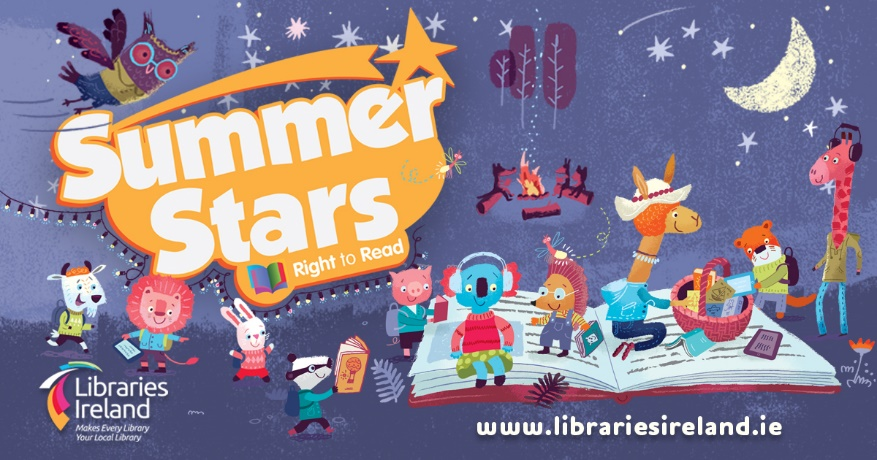 Summer
Stars
Right to Read
Libraries
Ireland
Makes Every Library
Your Local Library
www.librariesireland.ie